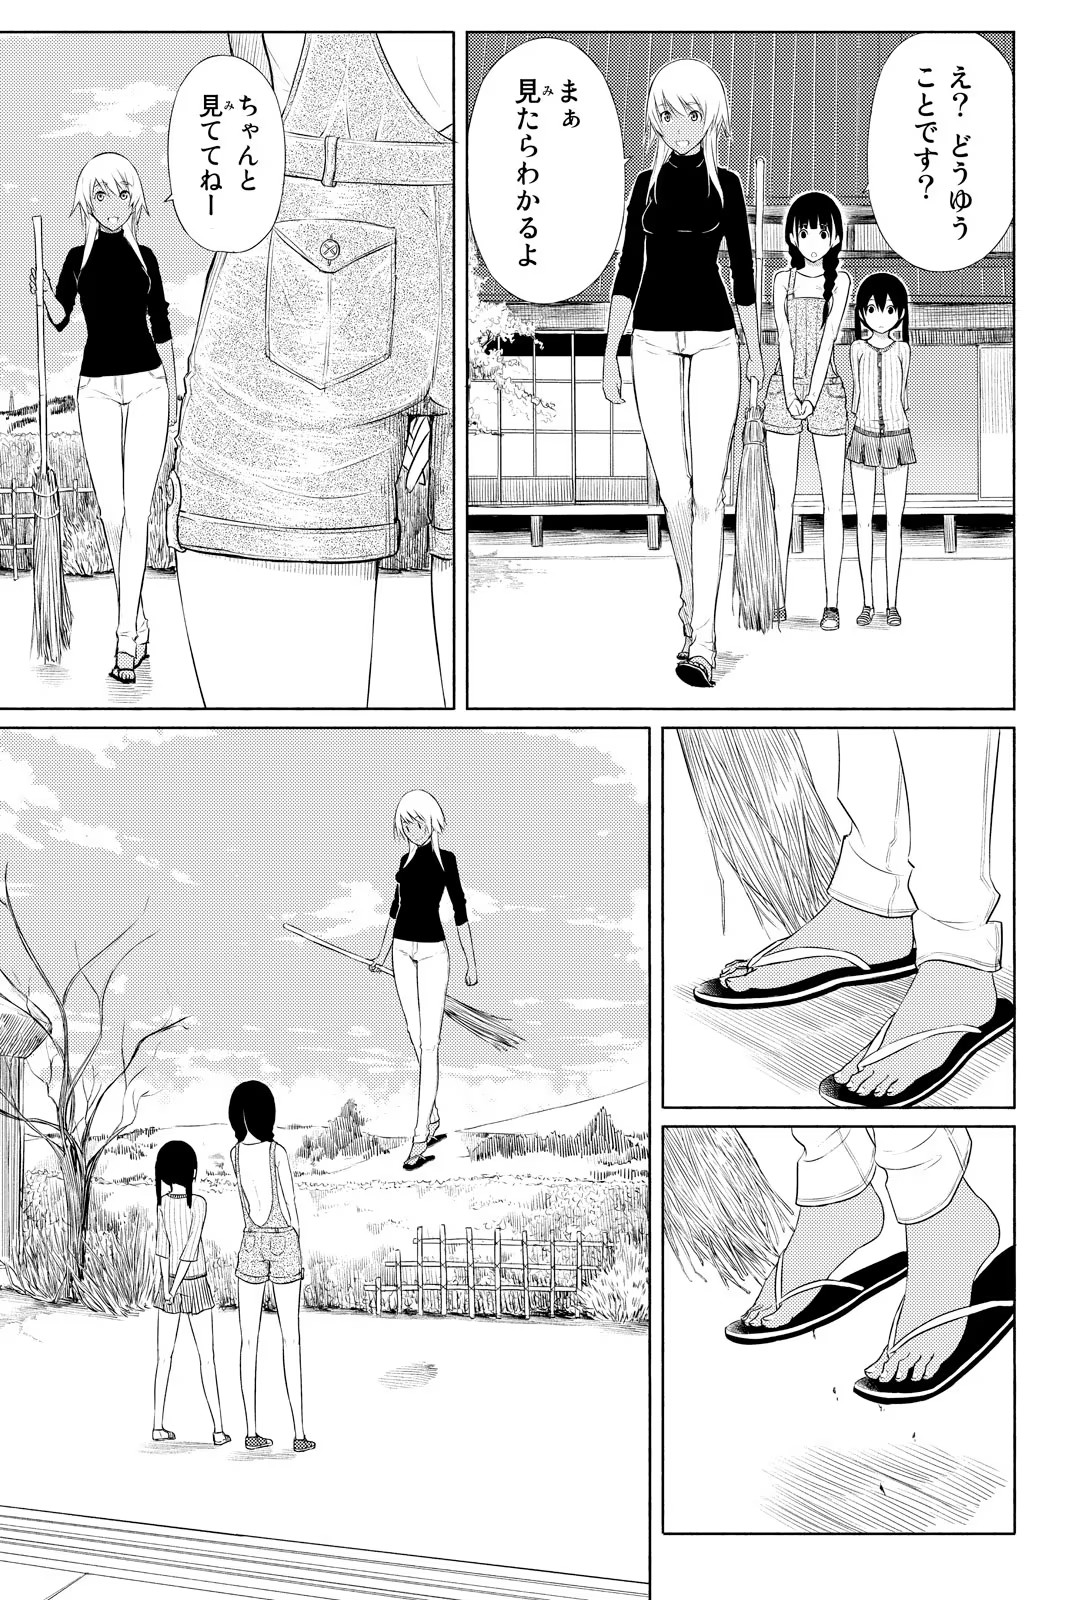 え？どうゆう
ことです？
まぁ
見たらわかるよ
ちゃんと
見ててねー